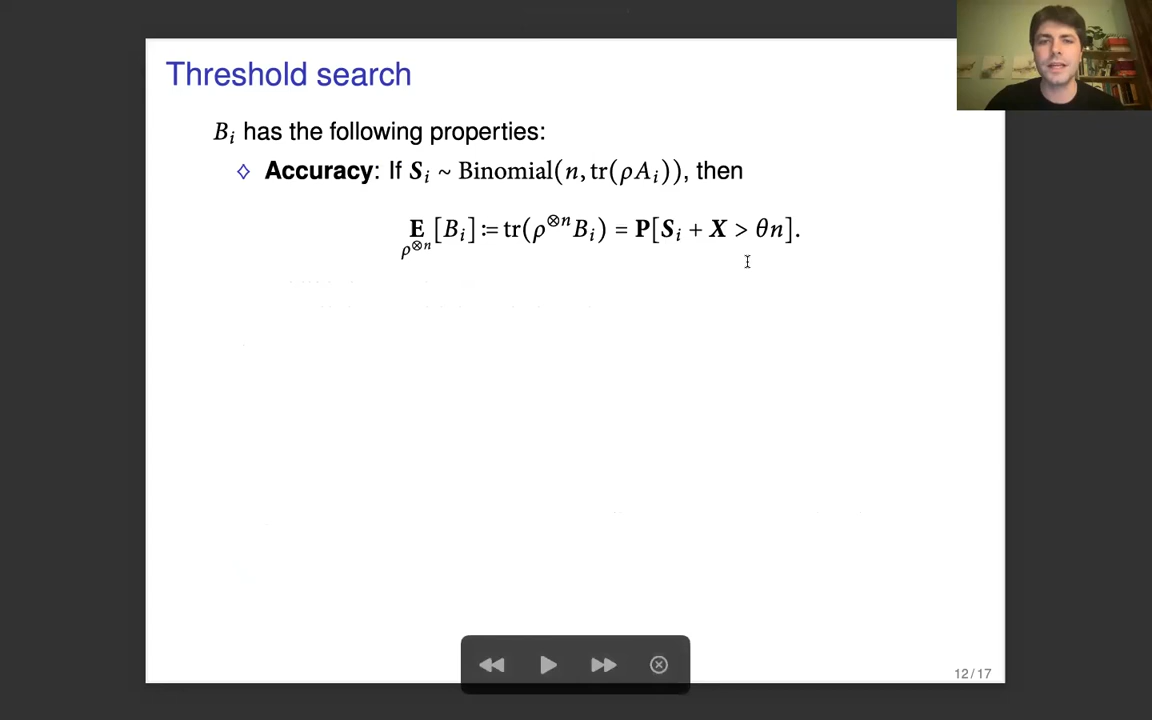 Threshold search
B_i has the following properties:
◇ Accuracy: If S_i ~ Binomial(n, tr(ρA_i)), then
E_{ρ^{⊗n}} [B_i] := tr(ρ^{⊗n} B_i) = P[S_i + X > θn].
12/17